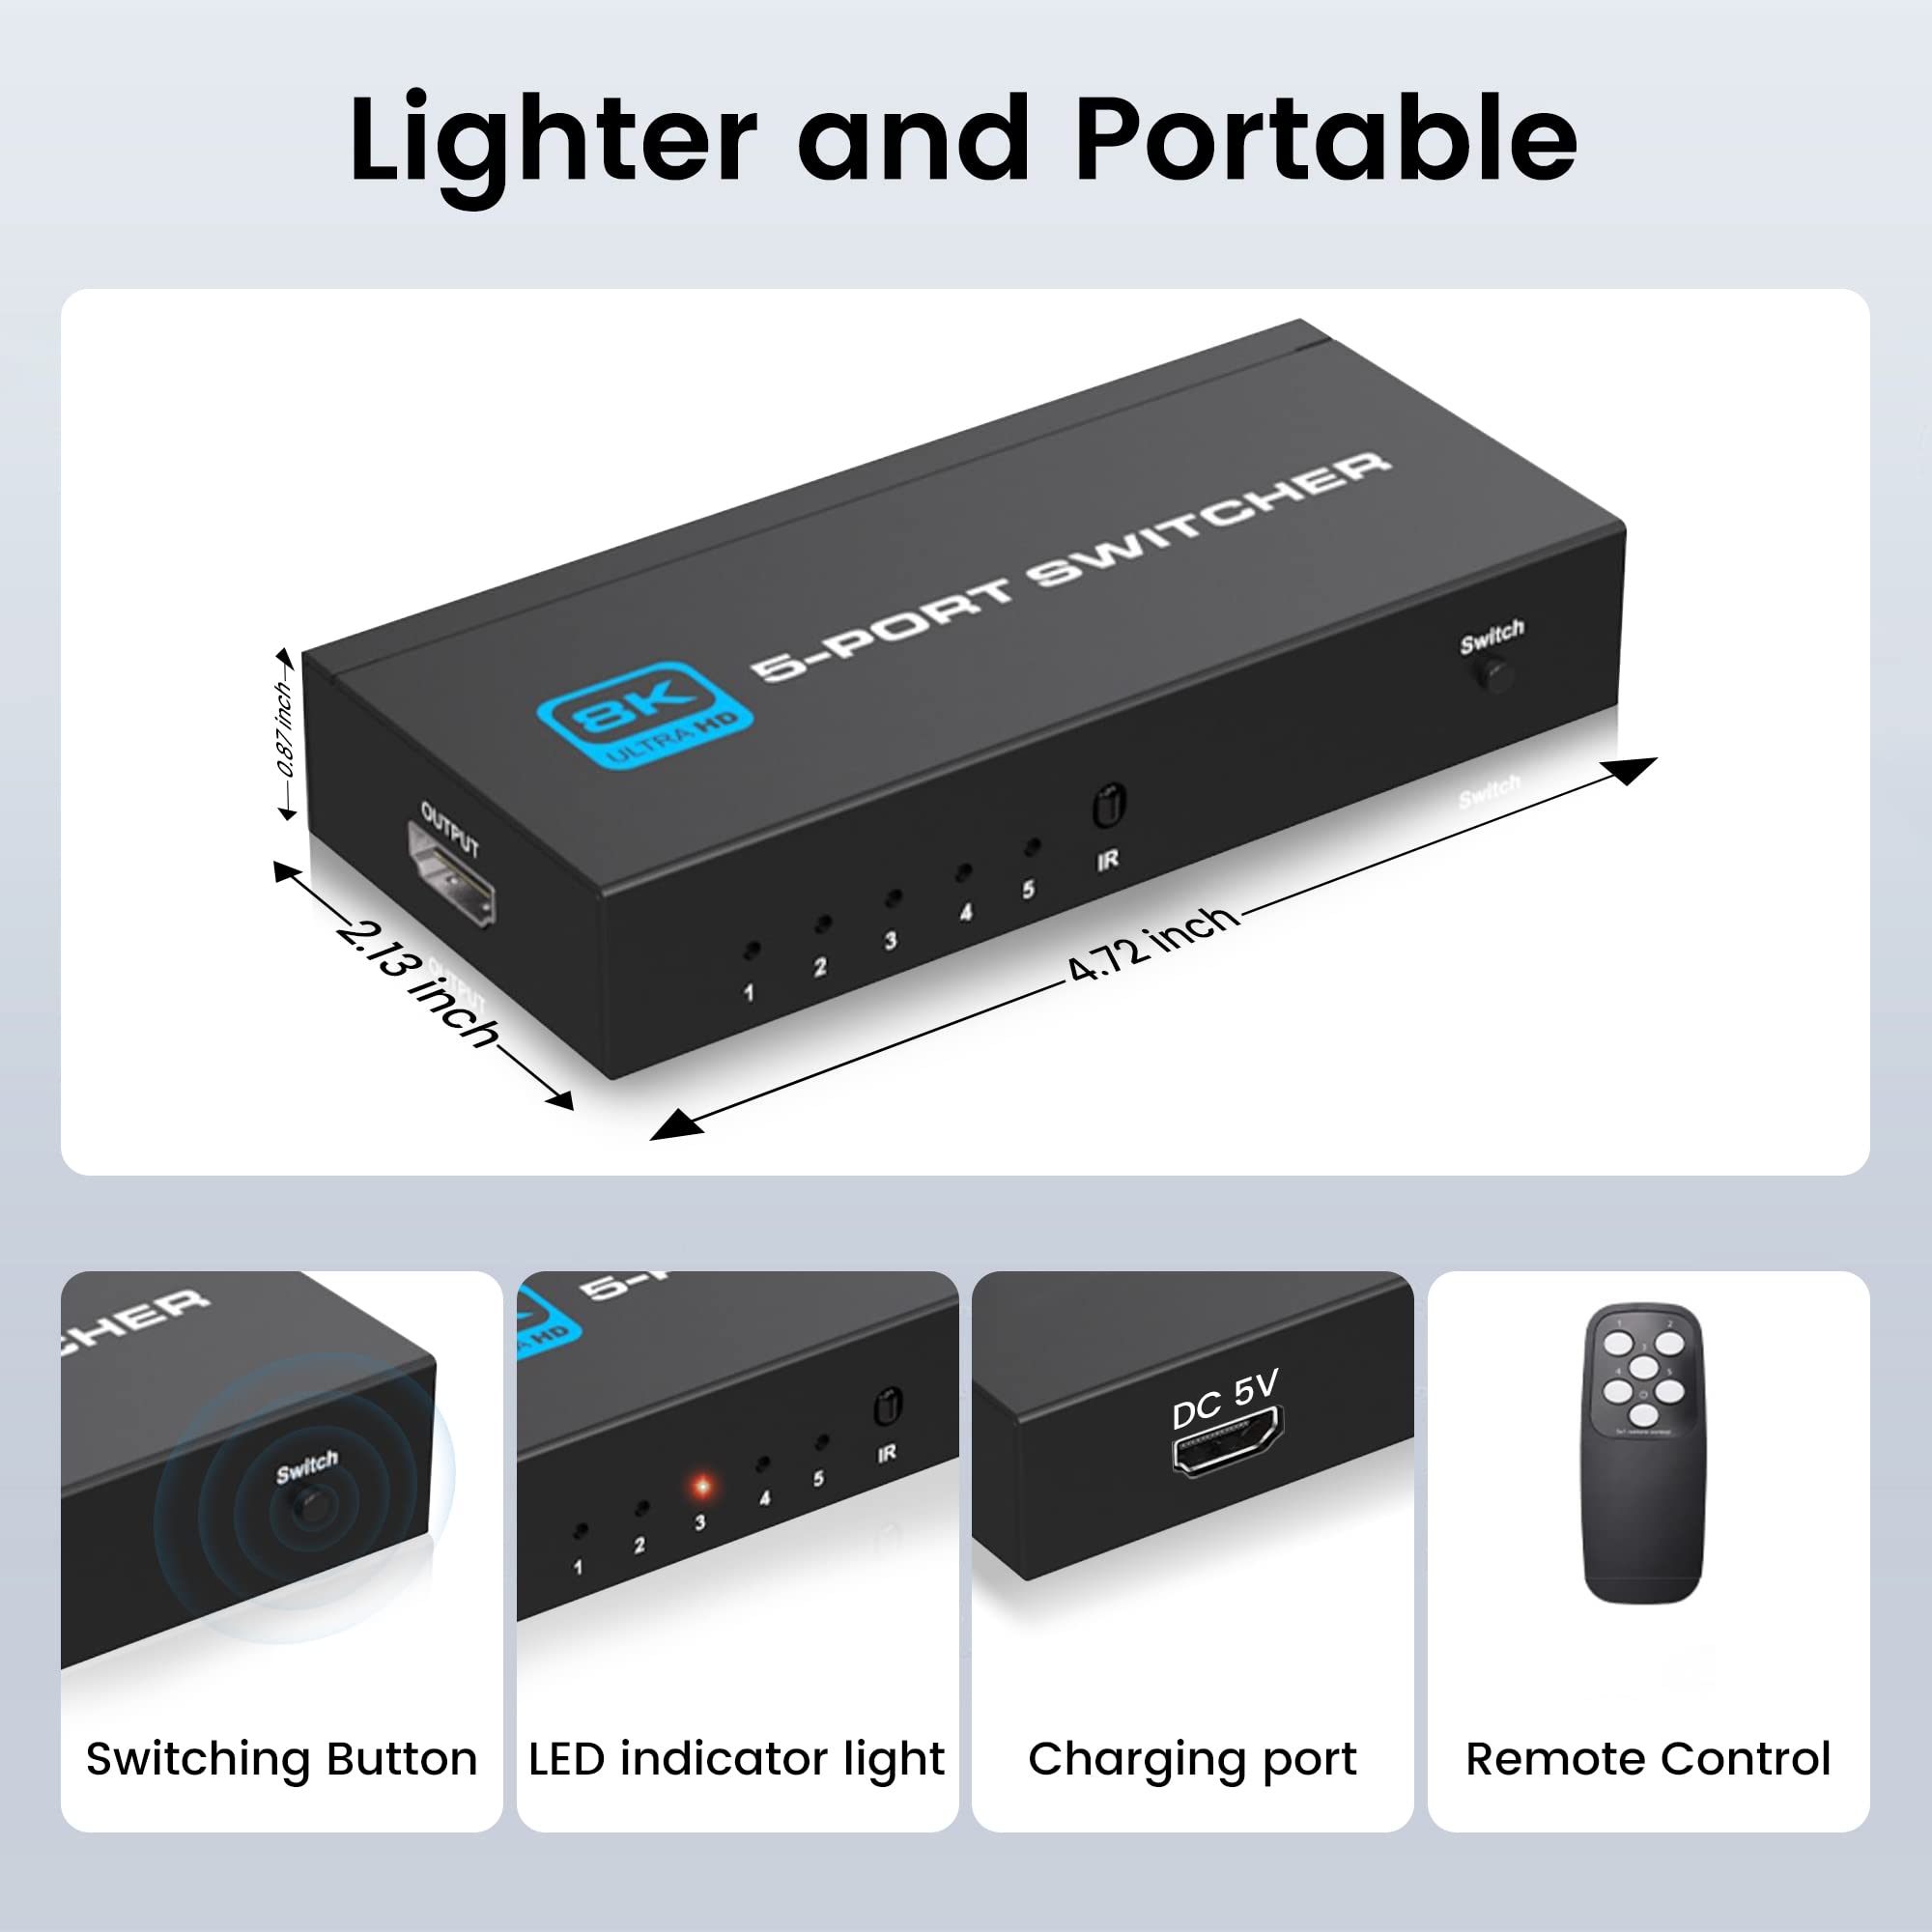 Lighter and Portable
5-PORT SWITCHER
8K
ULTRA HD
Switch
0.87 inch
OUTPUT
1 2 3 4 5 IR
Switch
OUTPUT
2.13 inch
4.72 inch
CHER
Switch
Switching Button
5-P
A HD
1 2 3 4 5 IR
LED indicator light
DC 5V
Charging port
1 2
3
4 5
Remote Control